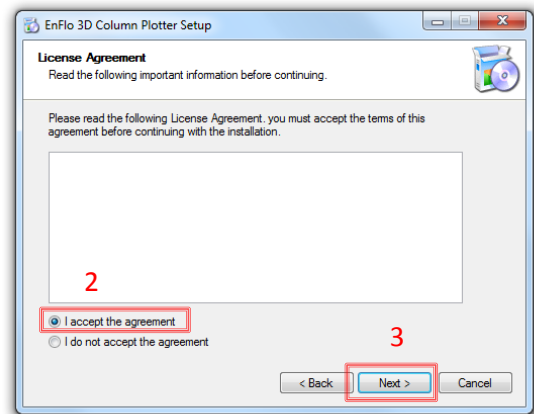 EnFlo 3D Column Plotter Setup
License Agreement
Read the following important information before continuing.
Please read the following License Agreement. you must accept the terms of this
agreement before continuing with the installation.
2
I accept the agreement
I do not accept the agreement
3
< Back Next > Cancel